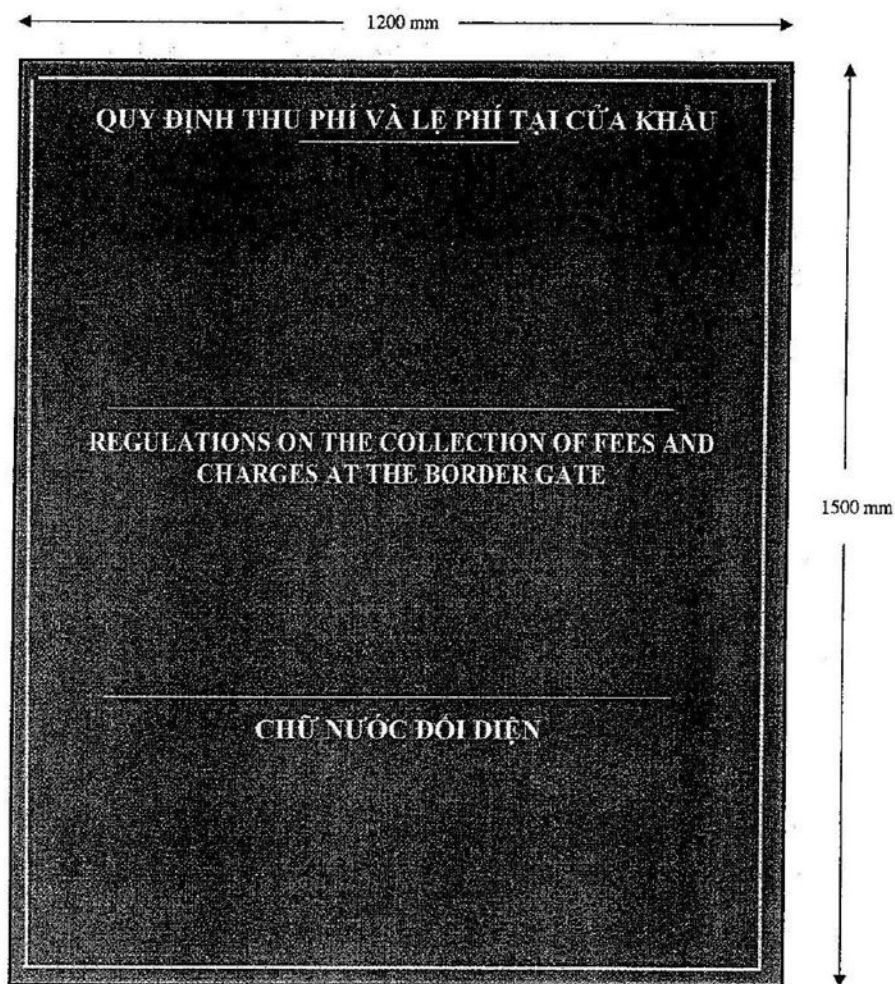 1200 mm
QUY ĐỊNH THU PHÍ VÀ LỆ PHÍ TẠI CỬA KHẨU
REGULATIONS ON THE COLLECTION OF FEES AND
CHARGES AT THE BORDER GATE
1500 mm
CHỮ NƯỚC ĐỐI DIỆN